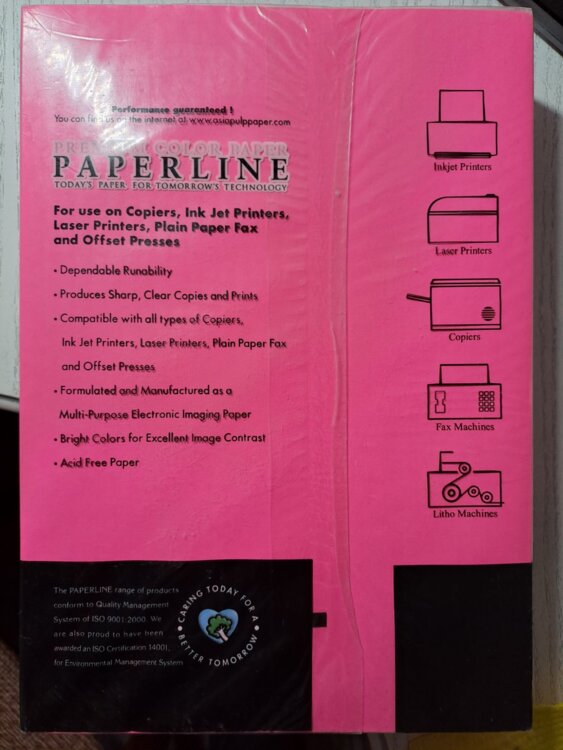 Performance guaranteed !
You can find us on the internet at www.asiapulppaper.com
PREMIUM COLOR PAPER
PAPERLINE
TODAY'S PAPER FOR TOMORROW'S TECHNOLOGY
For use on Copiers, Ink Jet Printers,
Laser Printers, Plain Paper Fax
and Offset Presses
• Dependable Runability
• Produces Sharp, Clear Copies and Prints
• Compatible with all types of Copiers,
Ink Jet Printers, Laser Printers, Plain Paper Fax
and Offset Presses
• Formulated and Manufactured as a
Multi-Purpose Electronic Imaging Paper
• Bright Colors for Excellent Image Contrast
• Acid Free Paper
Inkjet Printers
Laser Printers
Copiers
Fax Machines
Litho Machines
The PAPERLINE range of products
conform to Quality Management
System of ISO 9001:2000. We
are also proud to have been
awarded an ISO Certification 14001,
for Environmental Management System
• CARING TODAY FOR A •
BETTER TOMORROW